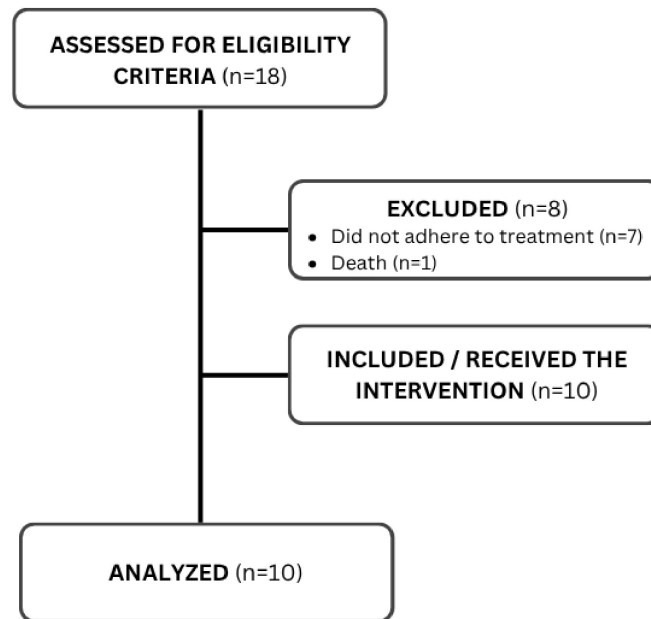 ASSESSED FOR ELIGIBILITY
CRITERIA (n=18)
EXCLUDED (n=8)
• Did not adhere to treatment (n=7)
• Death (n=1)
INCLUDED / RECEIVED THE
INTERVENTION (n=10)
ANALYZED (n=10)